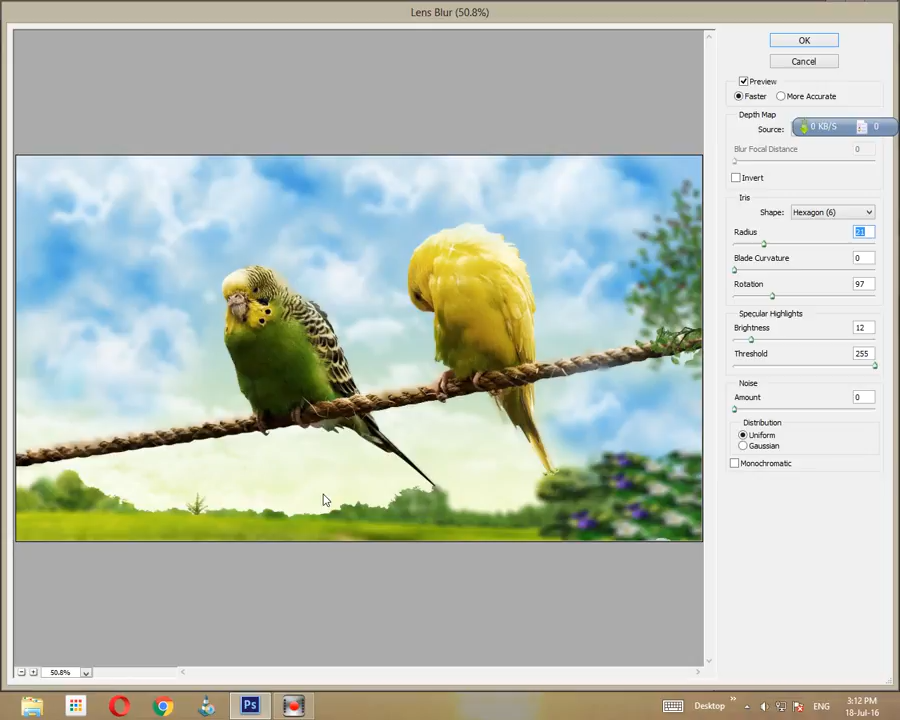 Lens Blur (50.8%)
OK
Cancel
Preview
Faster
More Accurate
Depth Map
Source:
0 KB/S
0
Blur Focal Distance
0
Invert
Iris
Shape:
Hexagon (6)
Radius
21
Blade Curvature
0
Rotation
97
Specular Highlights
Brightness
12
Threshold
255
Noise
Amount
0
Distribution
Uniform
Gaussian
Monochromatic
50.8%
Ps
Desktop
ENG
3:12 PM
18-Jul-16